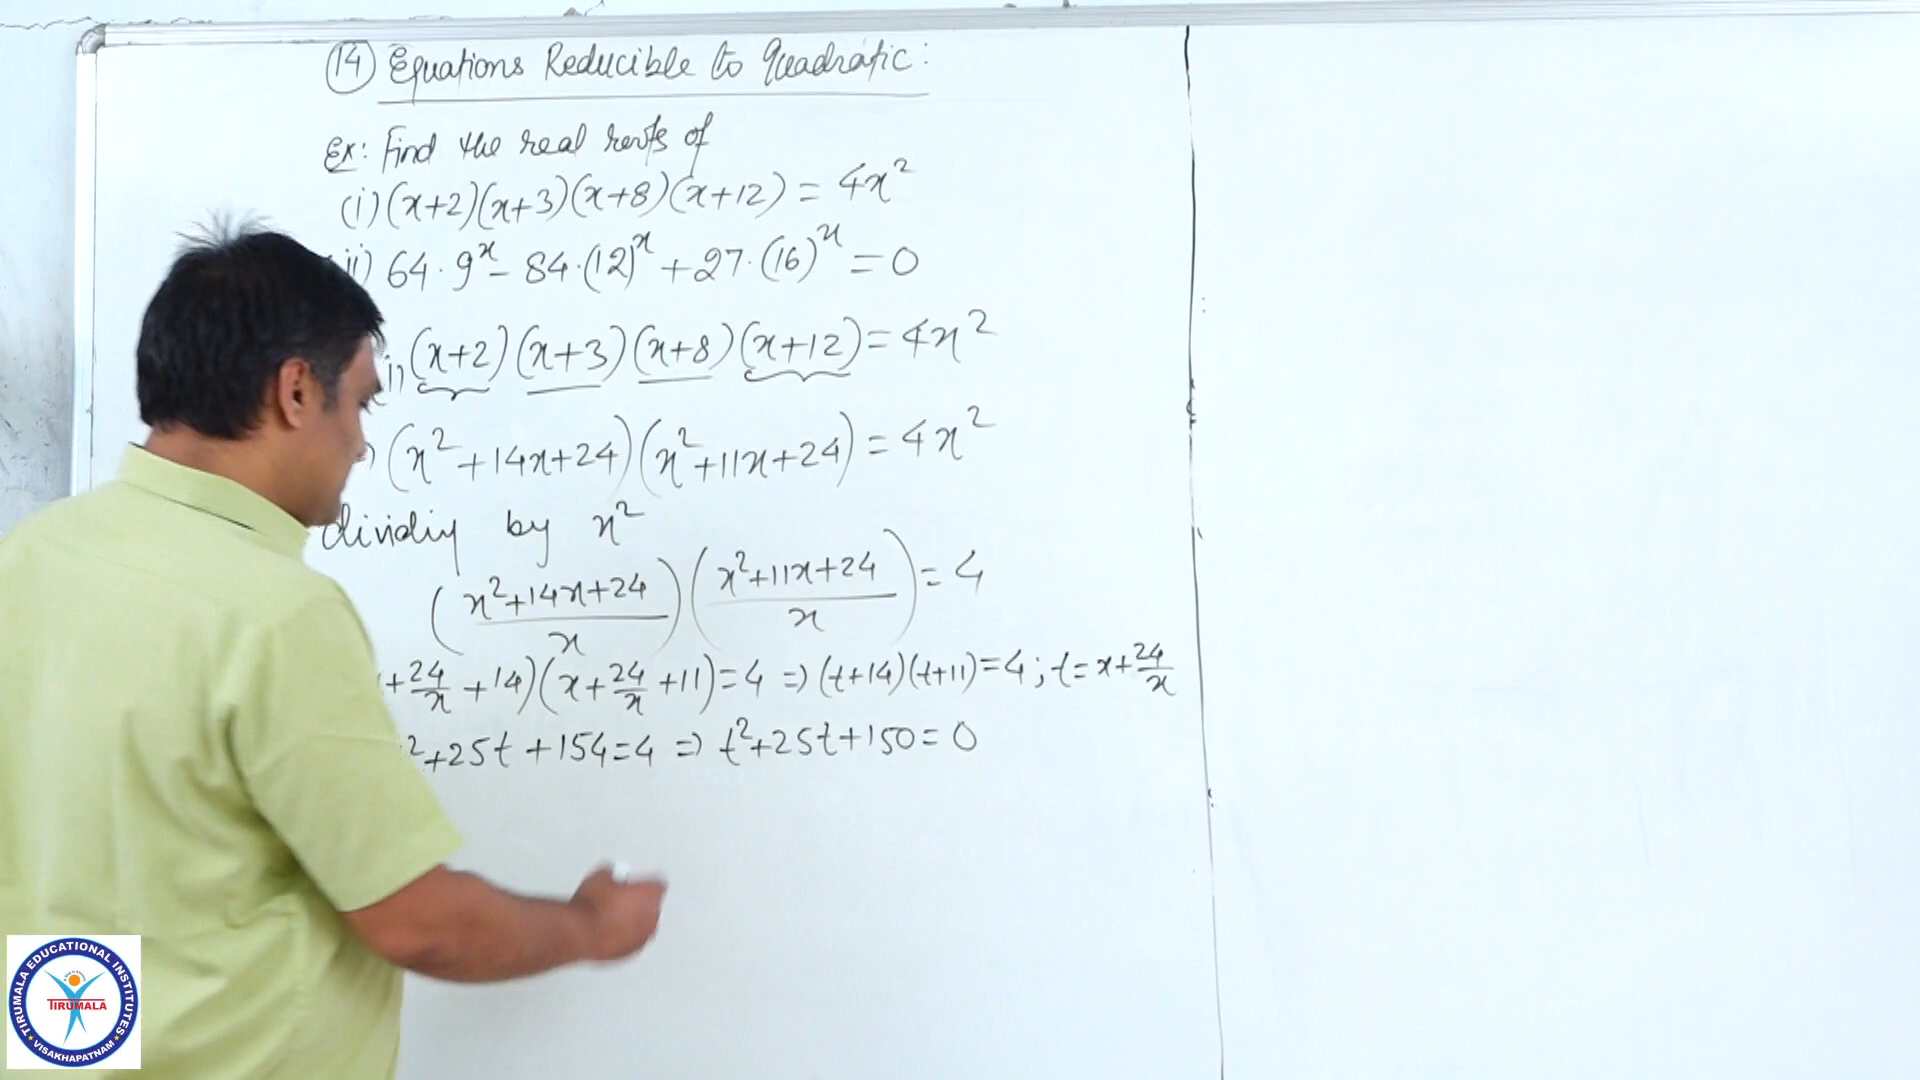 (14) Equations Reducible to Quadratic:
Ex: Find the real roots of
(i) (x+2)(x+3)(x+8)(x+12) = 4x²
ii) 64·9ˣ - 84·(12)ˣ + 27·(16)ˣ = 0
i) (x+2)(x+3)(x+8)(x+12) = 4x²
(x²+14x+24)(x²+11x+24) = 4x²
dividing by x²
((x²+14x+24)/x)((x²+11x+24)/x) = 4
+24/x+14)(x+24/x+11)=4 ⇒ (t+14)(t+11)=4; t=x+24/x
²+25t+154=4 ⇒ t²+25t+150=0
TIRUMALA EDUCATIONAL INSTITUTES
TIRUMALA
VISAKHAPATNAM